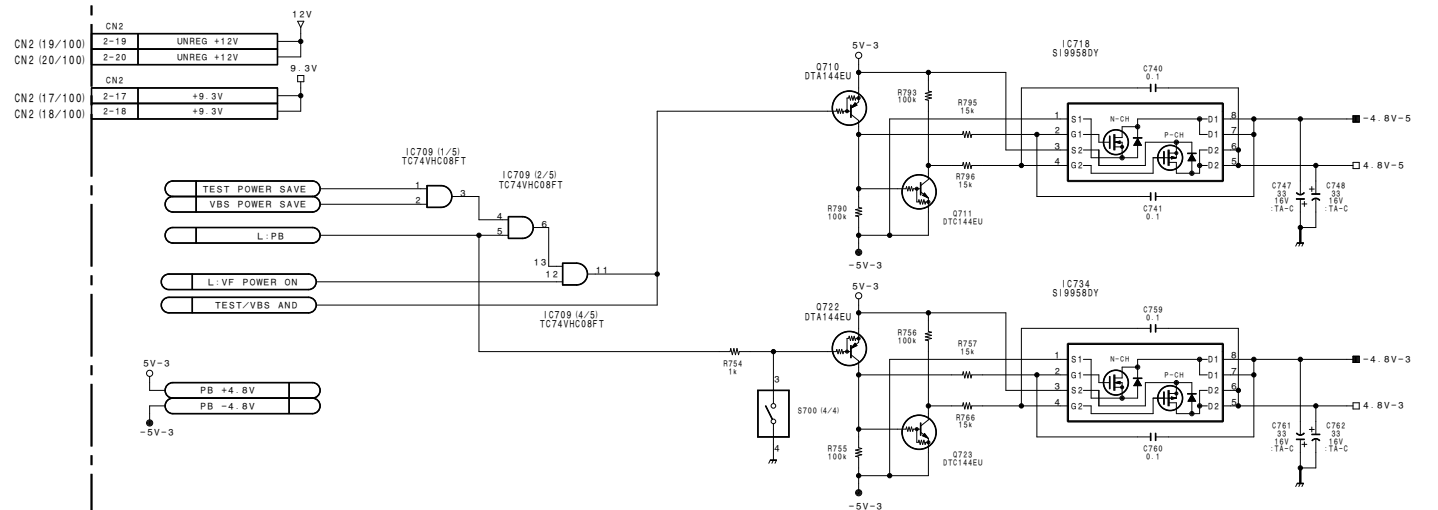 CN2
12V
CN2 (19/100) 2-19 UNREG +12V
CN2 (20/100) 2-20 UNREG +12V
CN2
9.3V
CN2 (17/100) 2-17 +9.3V
CN2 (18/100) 2-18 +9.3V
IC709 (1/5)
TC74VHC08FT
IC709 (2/5)
TC74VHC08FT
TEST POWER SAVE
VBS POWER SAVE
1
2
3
L:PB
4
5
6
L:VF POWER ON
13
12
11
TEST/VBS AND
IC709 (4/5)
TC74VHC08FT
5V-3
PB +4.8V
PB -4.8V
-5V-3
R754
1k
3
S700 (4/4)
4
5V-3
Q710
DTA144EU
R793
100k
R795
15k
R796
15k
R790
100k
Q711
DTC144EU
-5V-3
IC718
SI9958DY
C740
0.1
1 S1 N-CH D1 8
2 G1 D1 7
3 S2 P-CH D2 6
4 G2 D2 5
C741
0.1
-4.8V-5
4.8V-5
C747
33
16V
:TA-C
+
C748
33
16V
:TA-C
+
5V-3
Q722
DTA144EU
R756
100k
R757
15k
R766
15k
R755
100k
Q723
DTC144EU
-5V-3
IC734
SI9958DY
C759
0.1
1 S1 N-CH D1 8
2 G1 D1 7
3 S2 P-CH D2 6
4 G2 D2 5
C760
0.1
-4.8V-3
4.8V-3
C761
33
16V
:TA-C
+
C762
33
16V
:TA-C
+